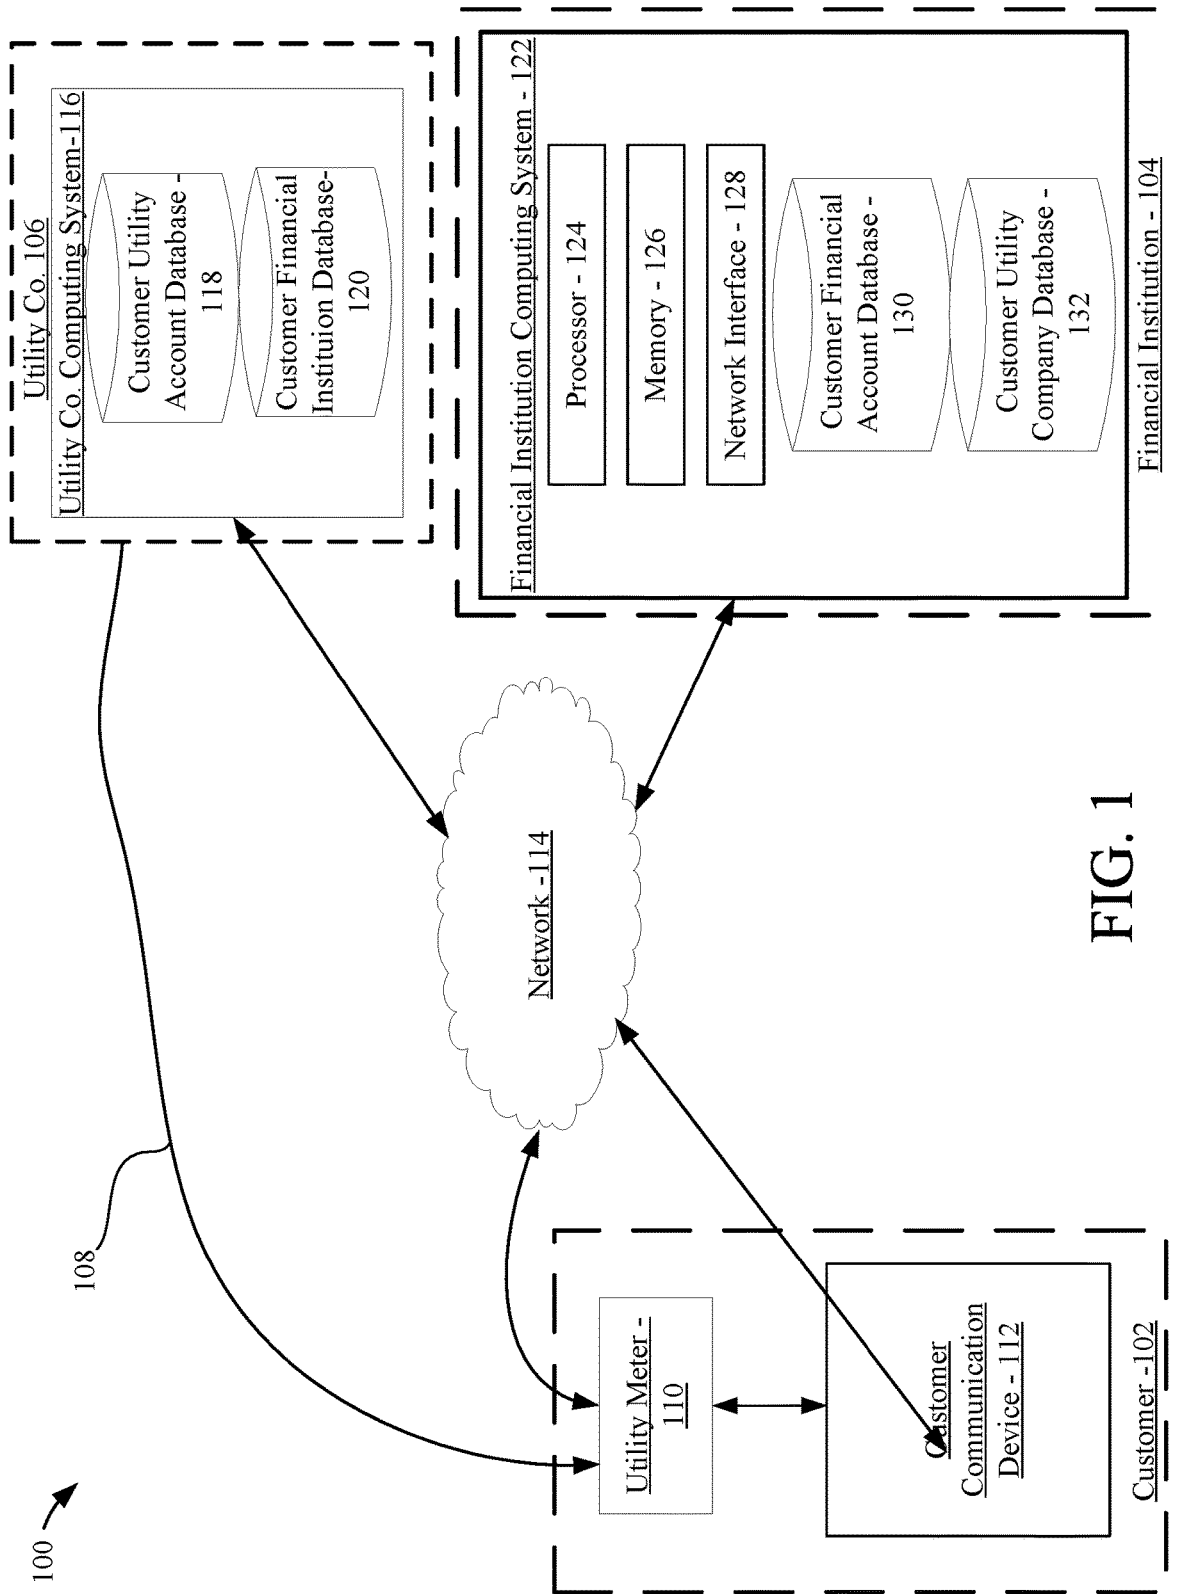 100
108
Utility Co. 106
Utility Co. Computing System-116
Customer Utility
Account Database -
118
Customer Financial
Instituion Database-
120
Network -114
Utility Meter -
110
Customer
Communication
Device - 112
Customer -102
Financial Institution Computing System - 122
Processor - 124
Memory - 126
Network Interface - 128
Customer Financial
Account Database -
130
Customer Utility
Company Database -
132
Financial Institution - 104
FIG. 1